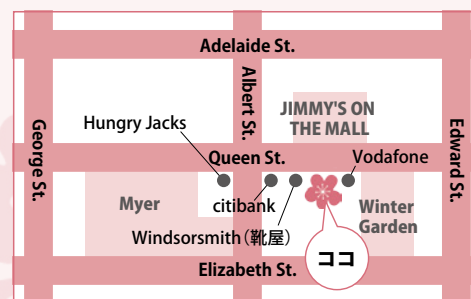 Adelaide St.
George St.
Albert St.
Edward St.
JIMMY'S ON
THE MALL
Hungry Jacks
Queen St.
Vodafone
Myer
citibank
Windsorsmith（靴屋）
Winter
Garden
ココ
Elizabeth St.